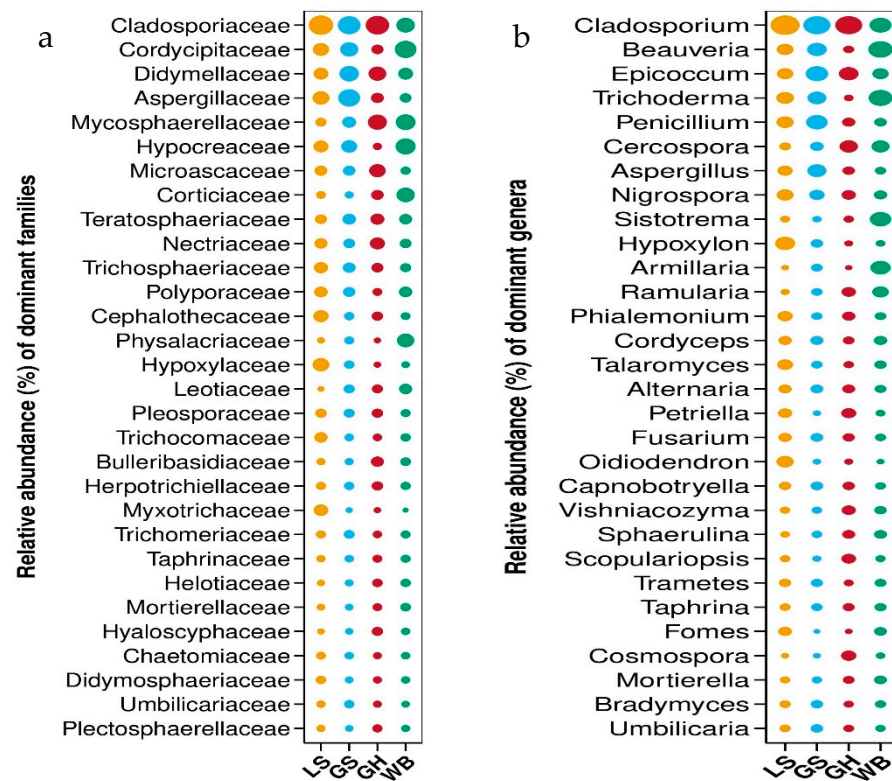 a
Relative abundance (%) of dominant families
Cladosporiaceae
Cordycipitaceae
Didymellaceae
Aspergillaceae
Mycosphaerellaceae
Hypocreaceae
Microascaceae
Corticiaceae
Teratosphaeriaceae
Nectriaceae
Trichosphaeriaceae
Polyporaceae
Cephalothecaceae
Physalacriaceae
Hypoxylaceae
Leotiaceae
Pleosporaceae
Trichocomaceae
Bulleribasidiaceae
Herpotrichiellaceae
Myxotrichaceae
Trichomeriaceae
Taphrinaceae
Helotiaceae
Mortierellaceae
Hyaloscyphaceae
Chaetomiaceae
Didymosphaeriaceae
Umbilicariaceae
Plectosphaerellaceae
LS GS GH WB
b
Relative abundance (%) of dominant genera
Cladosporium
Beauveria
Epicoccum
Trichoderma
Penicillium
Cercospora
Aspergillus
Nigrospora
Sistotrema
Hypoxylon
Armillaria
Ramularia
Phialemonium
Cordyceps
Talaromyces
Alternaria
Petriella
Fusarium
Oidiodendron
Capnobotryella
Vishniacozyma
Sphaerulina
Scopulariopsis
Trametes
Taphrina
Fomes
Cosmospora
Mortierella
Bradymyces
Umbilicaria
LS GS GH WB